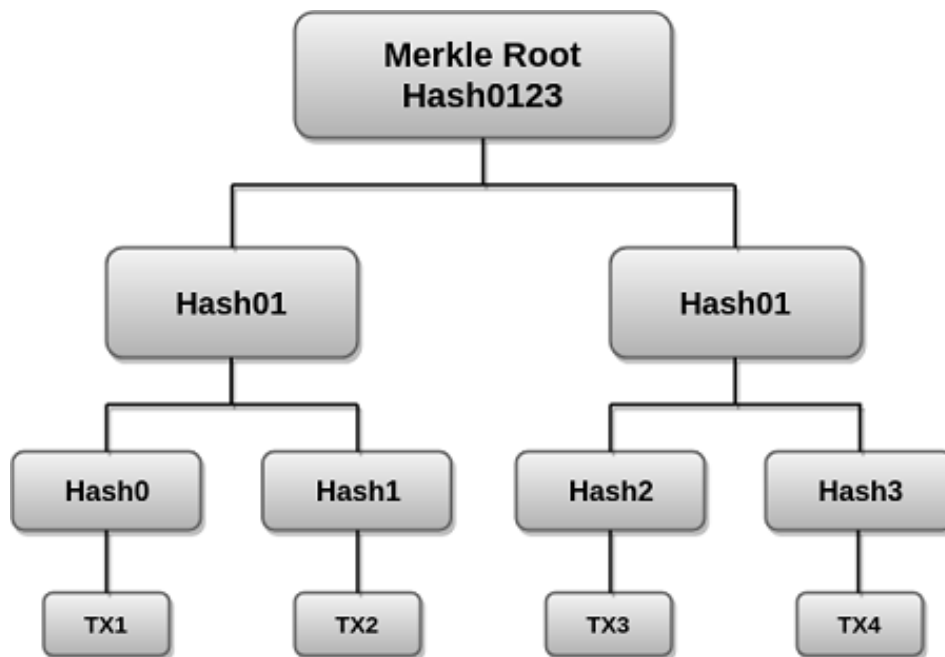 Merkle Root
Hash0123
Hash01
Hash01
Hash0
Hash1
Hash2
Hash3
TX1
TX2
TX3
TX4